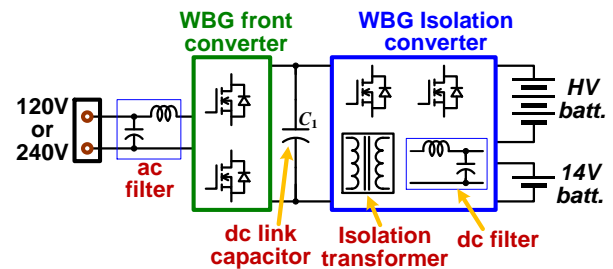 WBG front
converter
WBG Isolation
converter
120V
or
240V
ac
filter
C1
HV
batt.
14V
batt.
dc link
capacitor
Isolation
transformer
dc filter